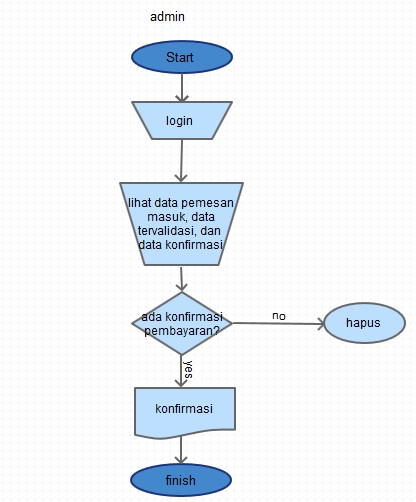 admin
Start
login
lihat data pemesan
masuk, data
tervalidasi, dan
data konfirmasi
ada konfirmasi
pembayaran?
no
hapus
yes
konfirmasi
finish